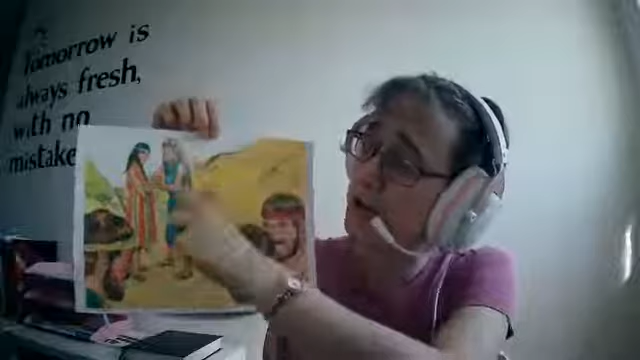 Tomorrow is
always fresh,
with no
mistake